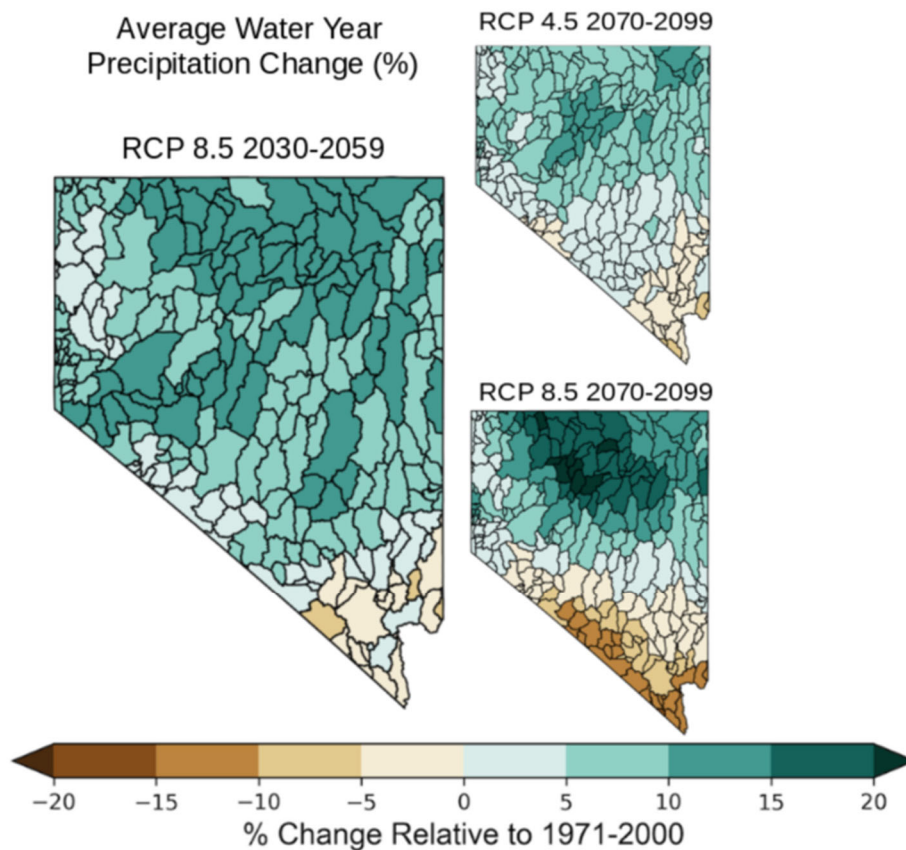 Average Water Year
Precipitation Change (%)
RCP 4.5 2070-2099
RCP 8.5 2030-2059
RCP 8.5 2070-2099
−20 −15 −10 −5 0 5 10 15 20
% Change Relative to 1971-2000